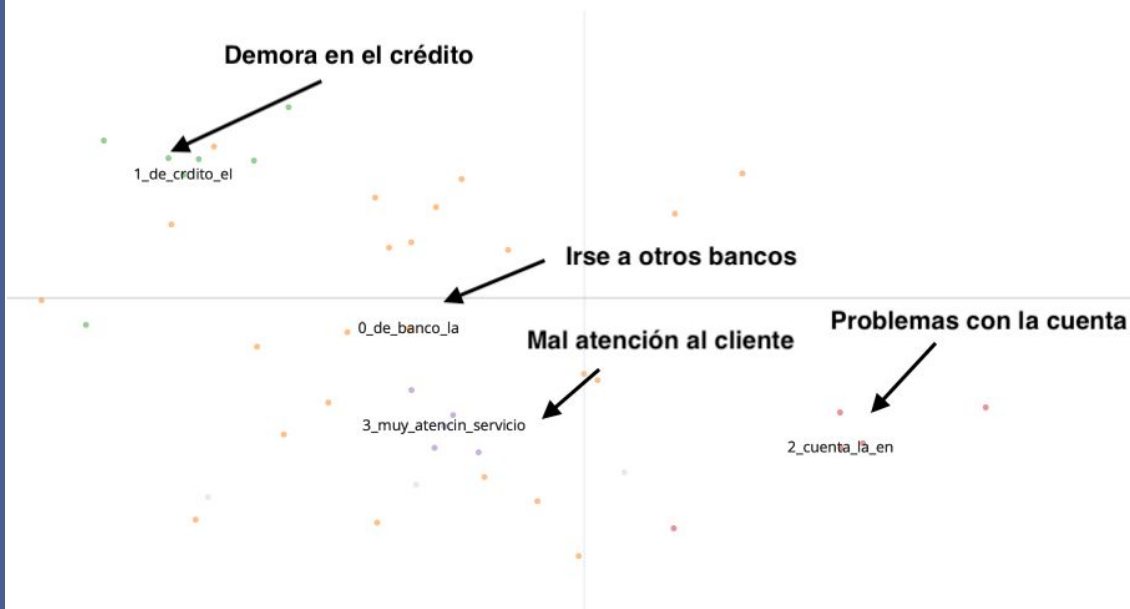 Demora en el crédito
1_de_crdito_el
Irse a otros bancos
0_de_banco_la
Problemas con la cuenta
Mal atención al cliente
3_muy_atencin_servicio
2_cuenta_la_en